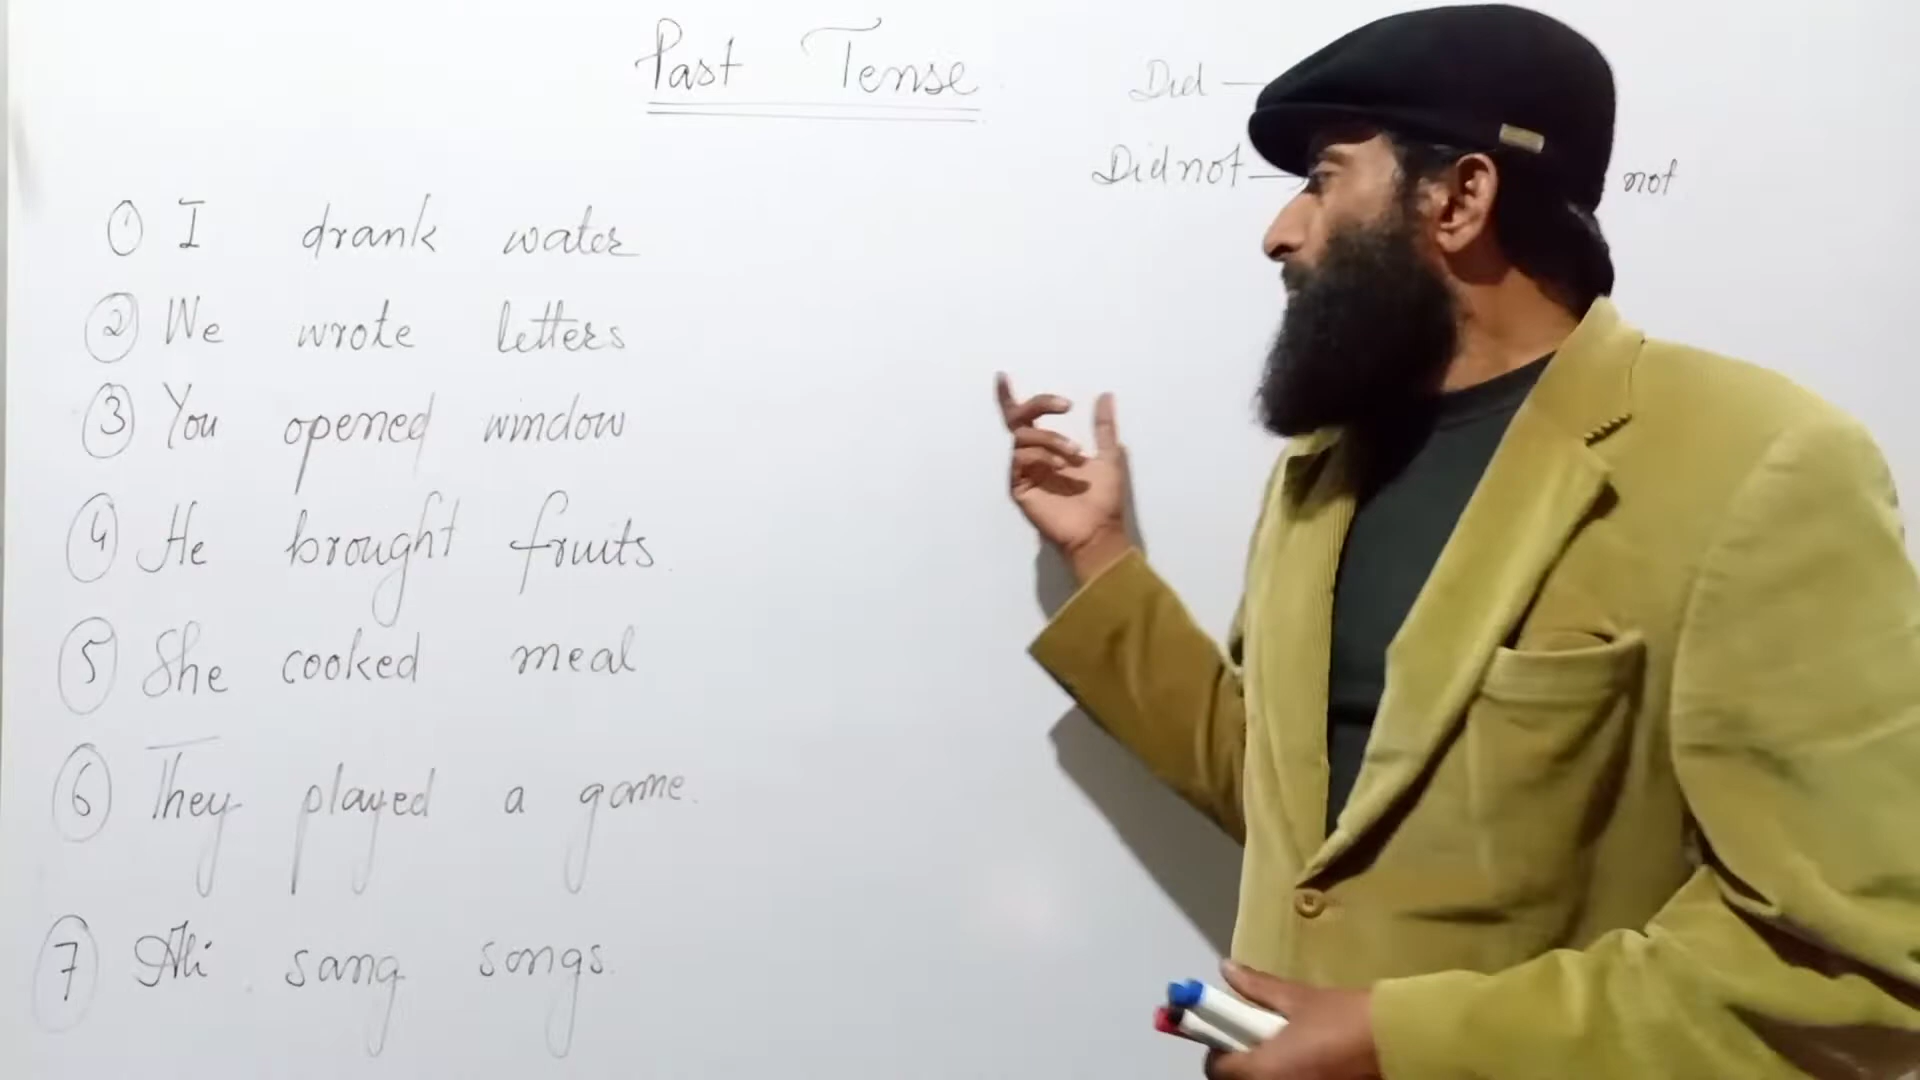 Past Tense
Did —
Did not — not
1 I drank water
2 We wrote letters
3 You opened window
4 He brought fruits.
5 She cooked meal
6 They played a game.
7 Ali. sang songs.